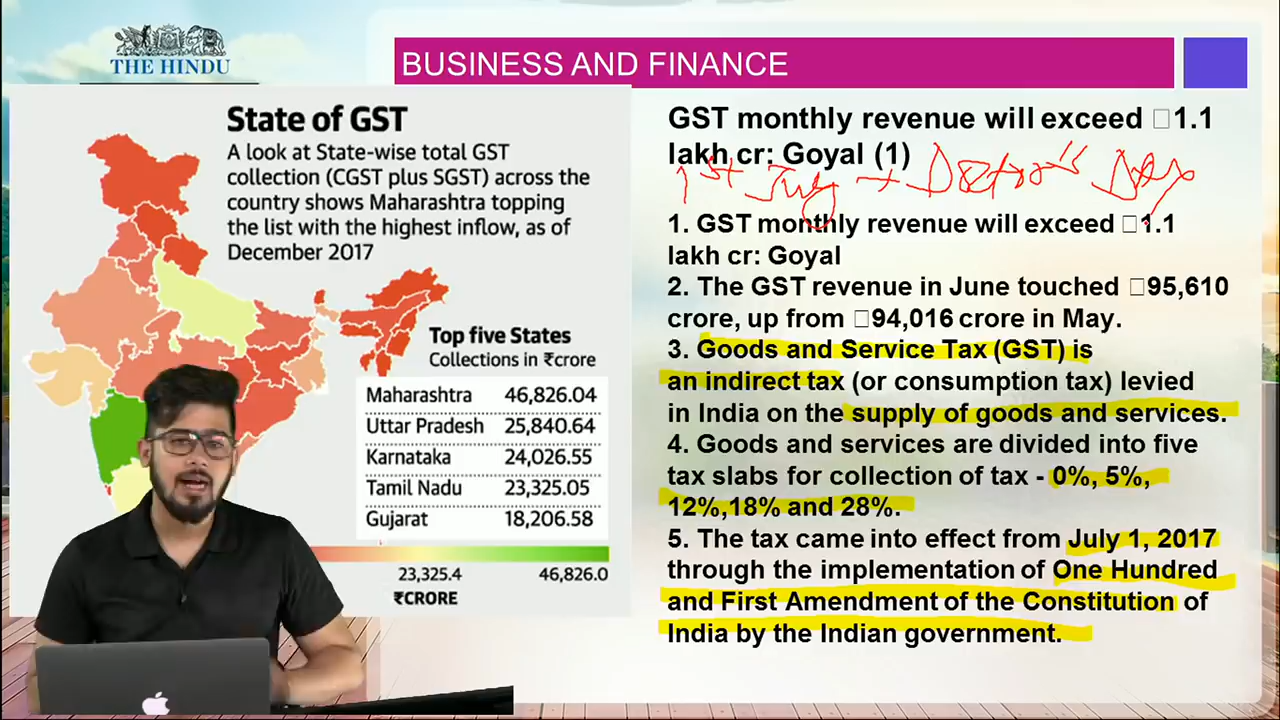 THE HINDU
BUSINESS AND FINANCE
State of GST
A look at State-wise total GST
collection (CGST plus SGST) across the
country shows Maharashtra topping
the list with the highest inflow, as of
December 2017
Top five States
Collections in ₹crore
Maharashtra 46,826.04
Uttar Pradesh 25,840.64
Karnataka 24,026.55
Tamil Nadu 23,325.05
Gujarat 18,206.58
23,325.4 46,826.0
₹CRORE
GST monthly revenue will exceed □1.1
lakh cr: Goyal (1)
1st July → Doctor's Day
1. GST monthly revenue will exceed □1.1
lakh cr: Goyal
2. The GST revenue in June touched □95,610
crore, up from □94,016 crore in May.
3. Goods and Service Tax (GST) is
an indirect tax (or consumption tax) levied
in India on the supply of goods and services.
4. Goods and services are divided into five
tax slabs for collection of tax - 0%, 5%,
12%,18% and 28%.
5. The tax came into effect from July 1, 2017
through the implementation of One Hundred
and First Amendment of the Constitution of
India by the Indian government.